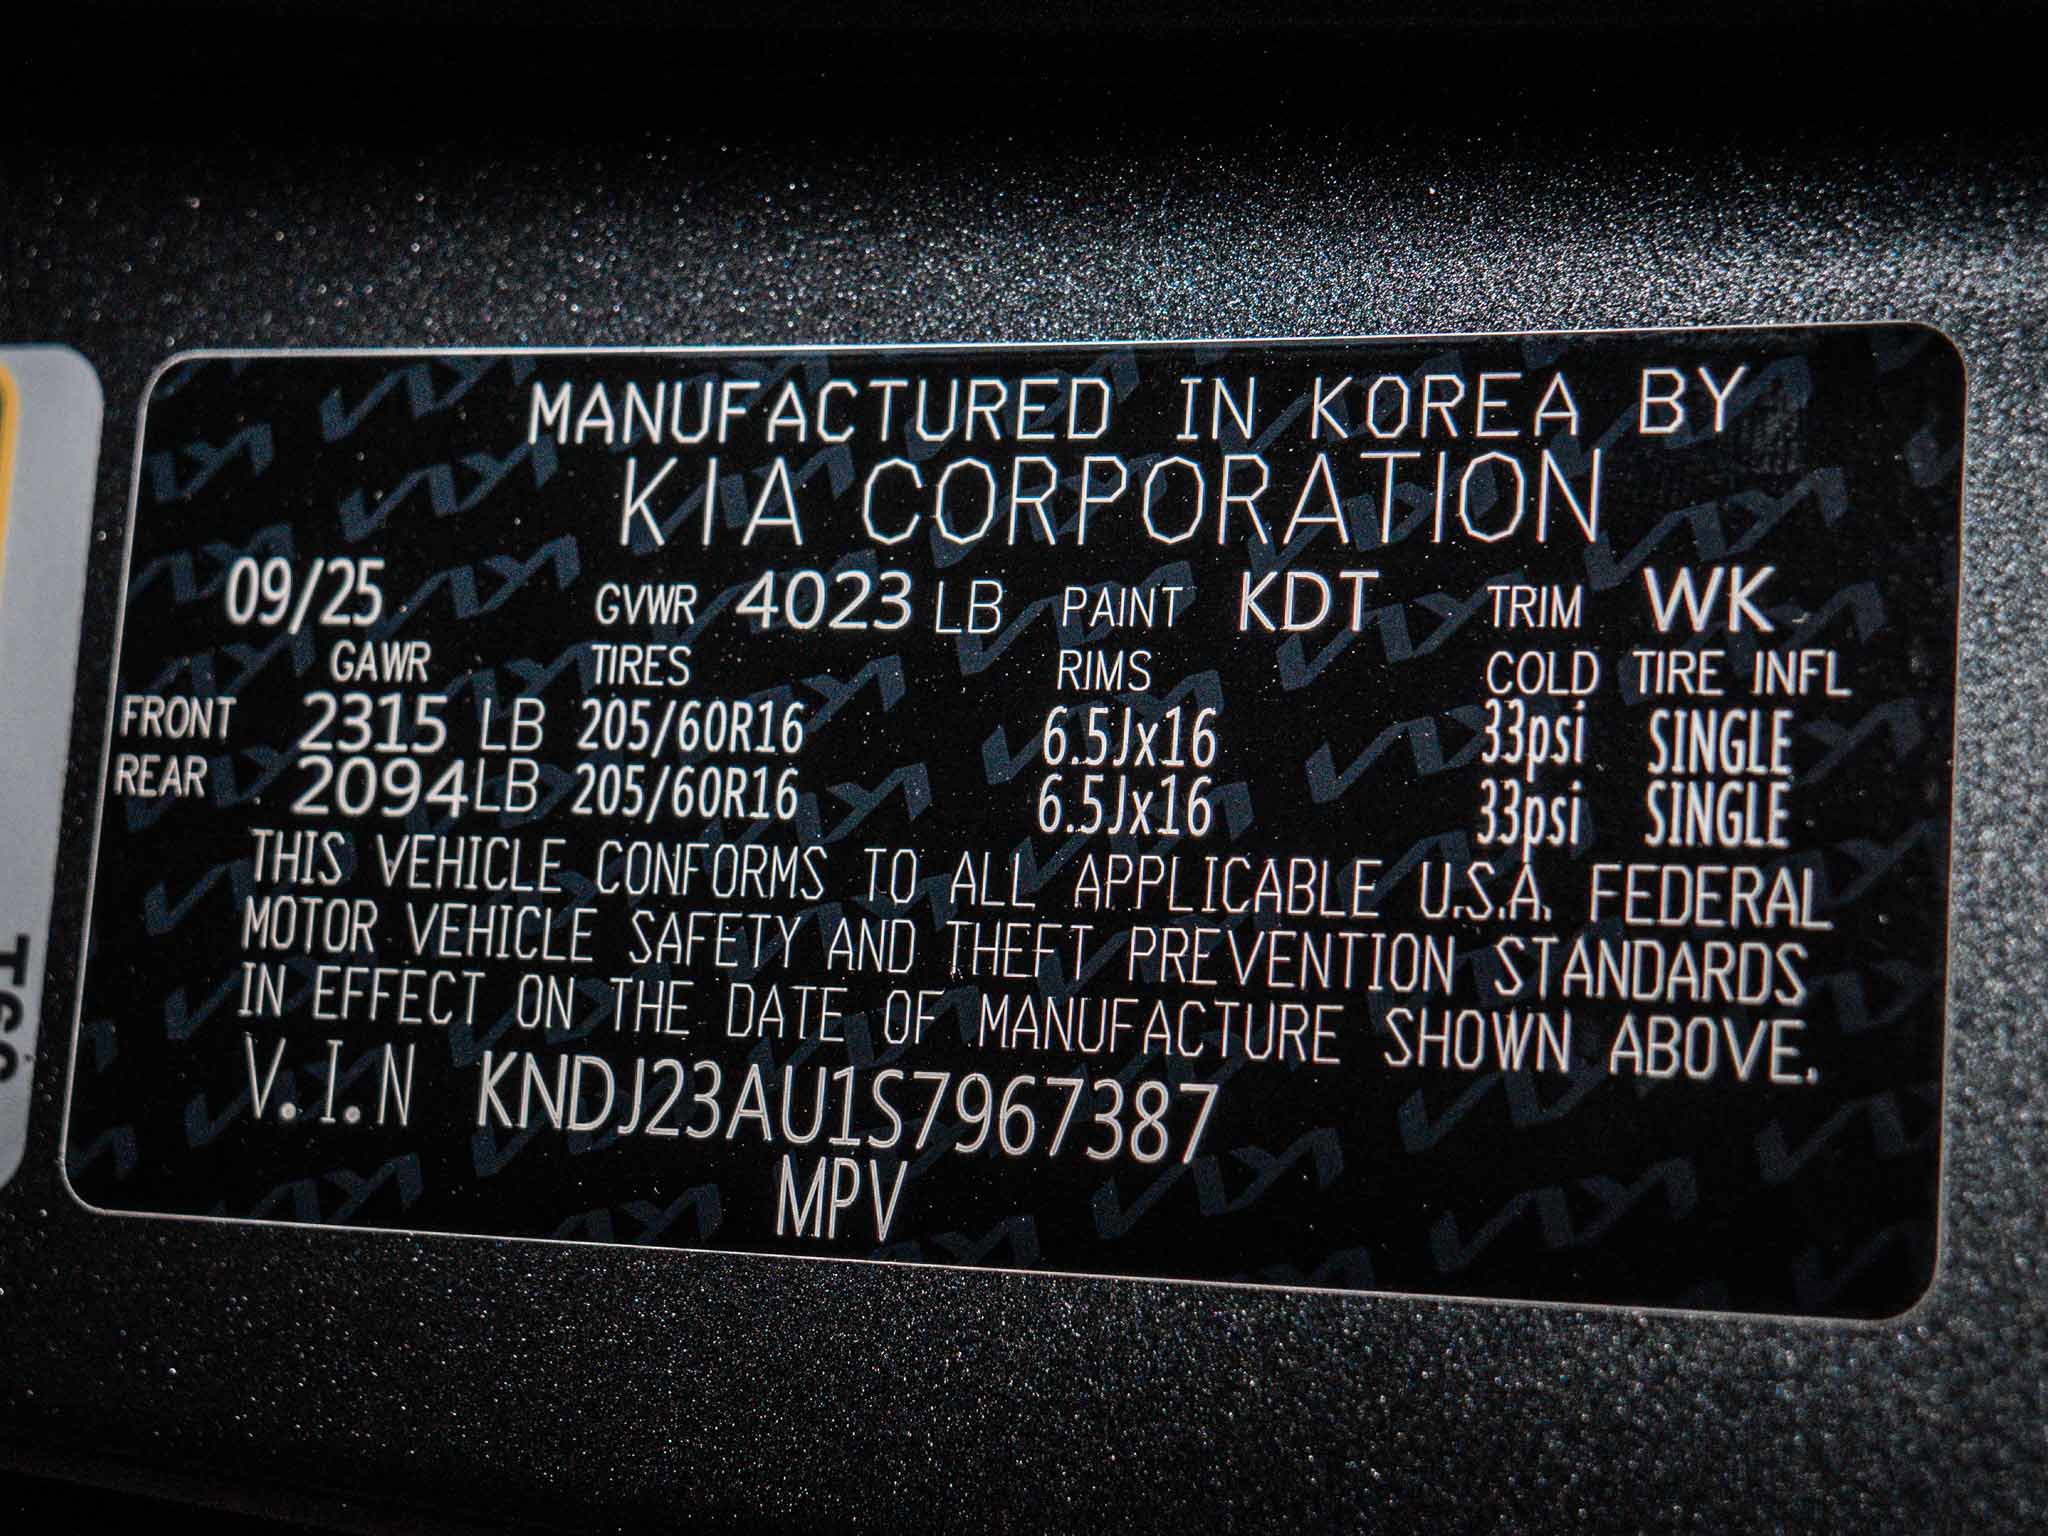 MANUFACTURED IN KOREA BY
KIA CORPORATION
09/25 GVWR 4023 LB PAINT KDT TRIM WK
GAWR TIRES RIMS COLD TIRE INFL
FRONT 2315 LB 205/60R16 6.5Jx16 33psi SINGLE
REAR 2094 LB 205/60R16 6.5Jx16 33psi SINGLE
THIS VEHICLE CONFORMS TO ALL APPLICABLE U.S.A. FEDERAL
MOTOR VEHICLE SAFETY AND THEFT PREVENTION STANDARDS
IN EFFECT ON THE DATE OF MANUFACTURE SHOWN ABOVE.
V.I.N KNDJ23AU1S7967387
MPV